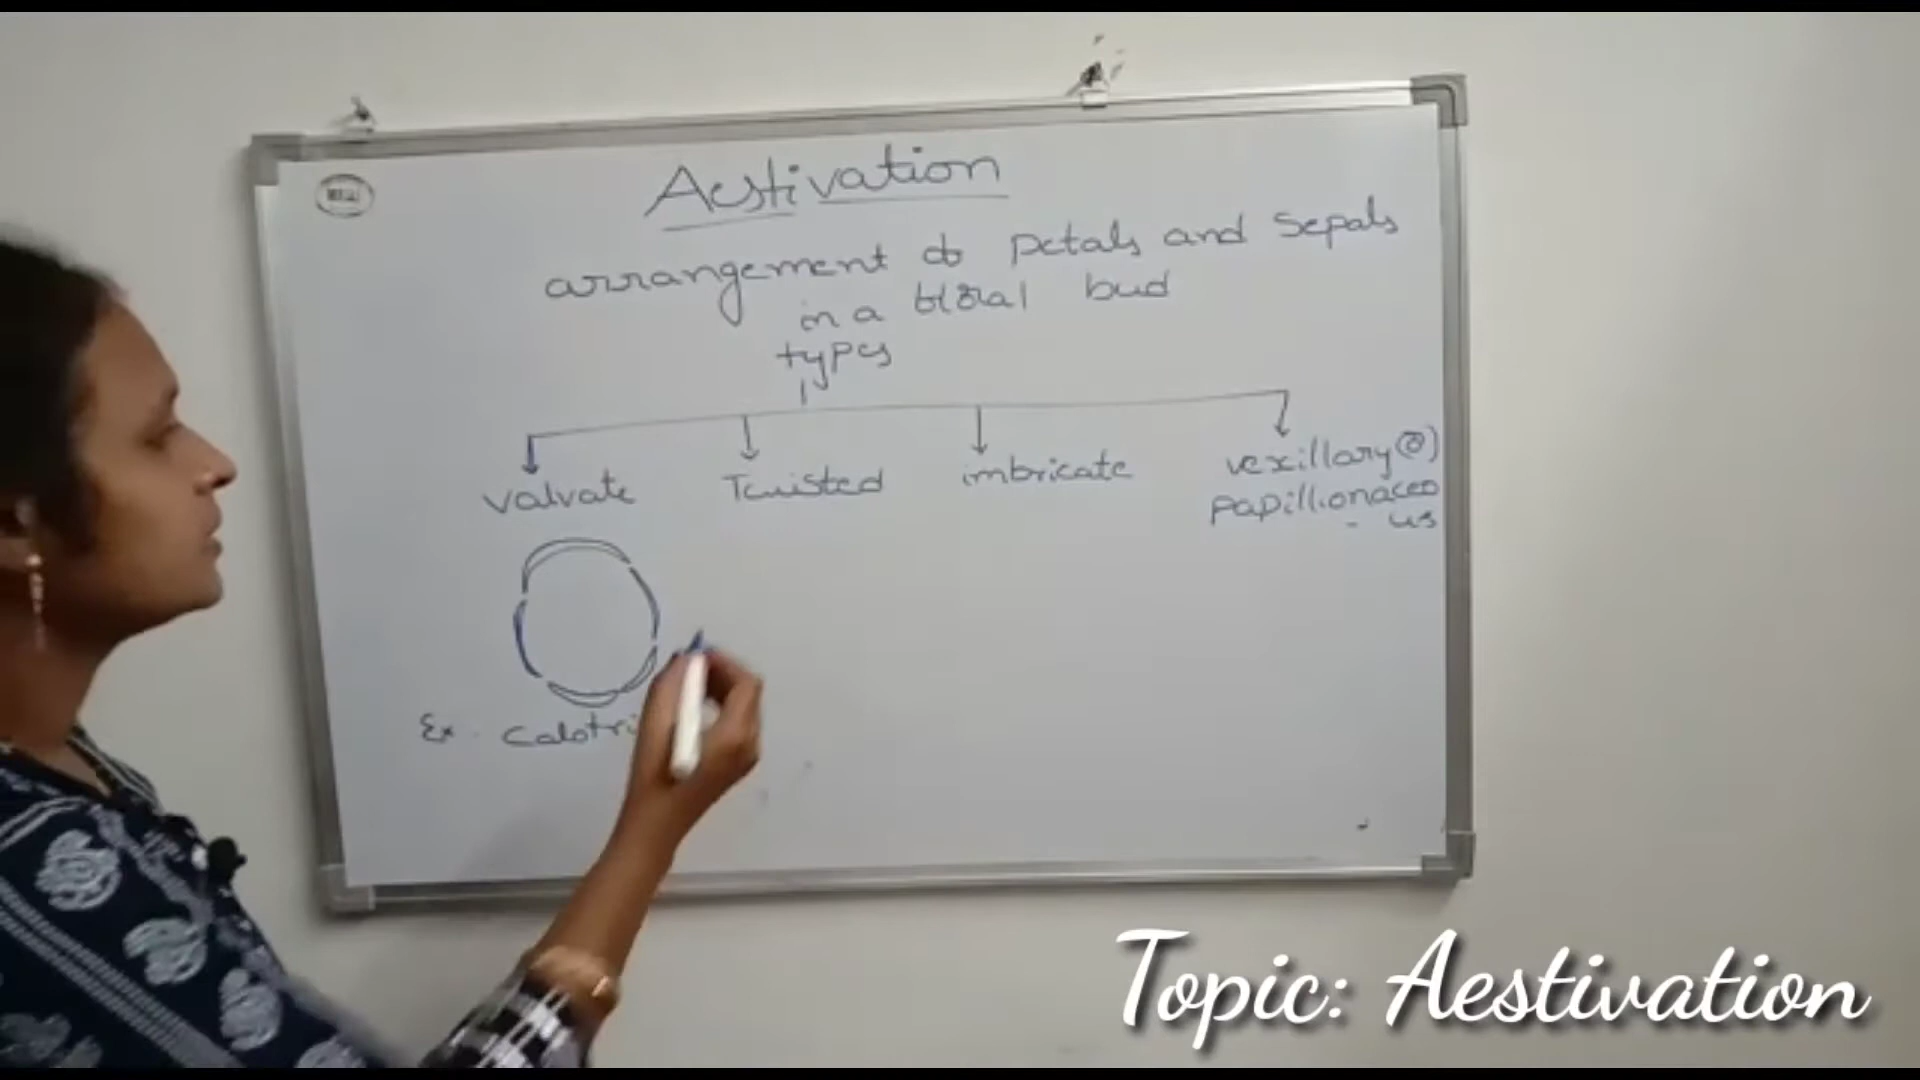 Aestivation
arrangement of petals and sepals
in a floral bud
types
valvate Twisted imbricate vexillary (or)
papillionaceo
- us
Ex. Calotri
Topic: Aestivation